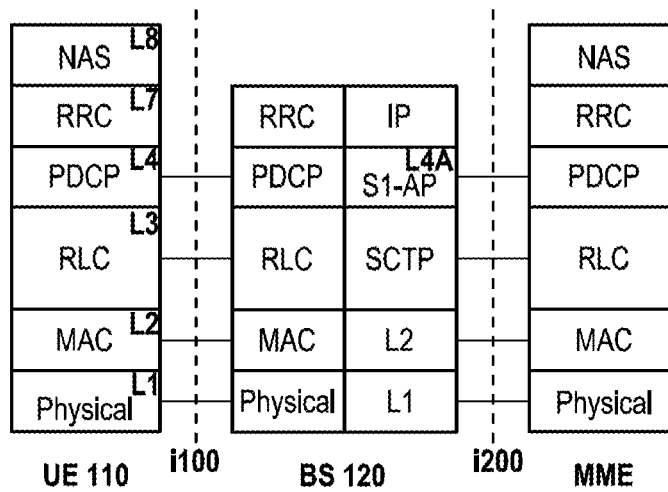 NAS L8
RRC L7
PDCP L4
RLC L3
MAC L2
Physical L1
UE 110
i100
RRC IP
PDCP L4A S1-AP
RLC SCTP
MAC L2
Physical L1
BS 120
i200
NAS
RRC
PDCP
RLC
MAC
Physical
MME